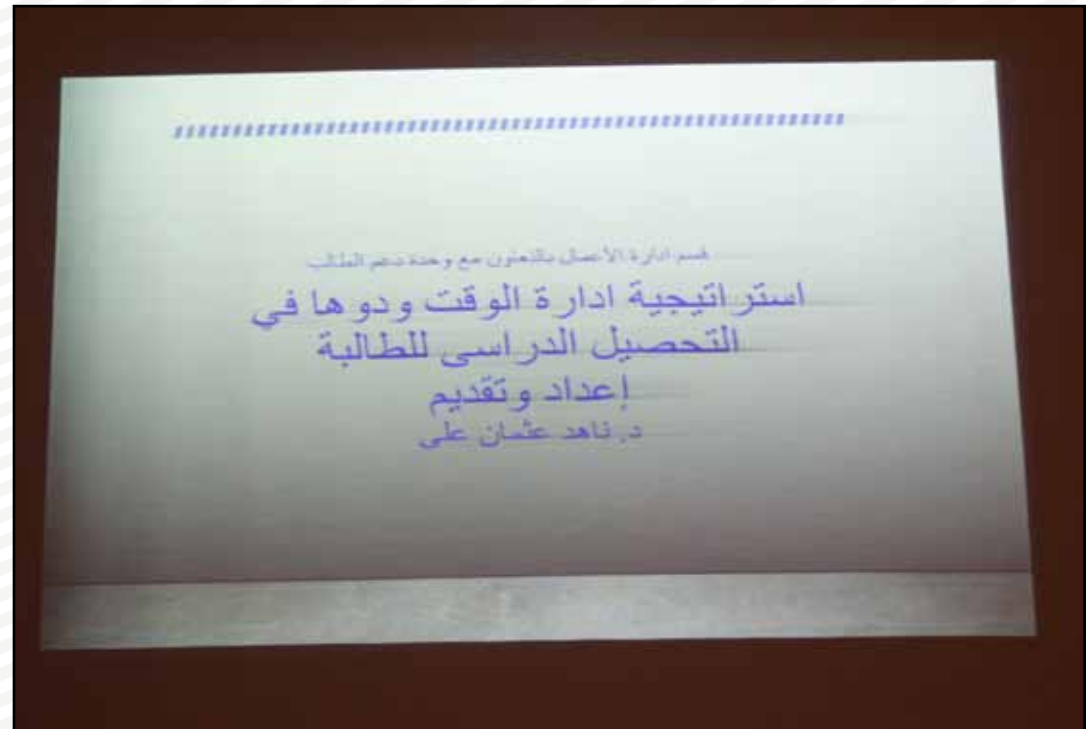 قسم ادارة الأعمال بالتعاون مع وحدة دعم الطالب
استراتيجية ادارة الوقت ودوها في
التحصيل الدراسى للطالبة
إعداد وتقديم
د. ناهد عثمان على